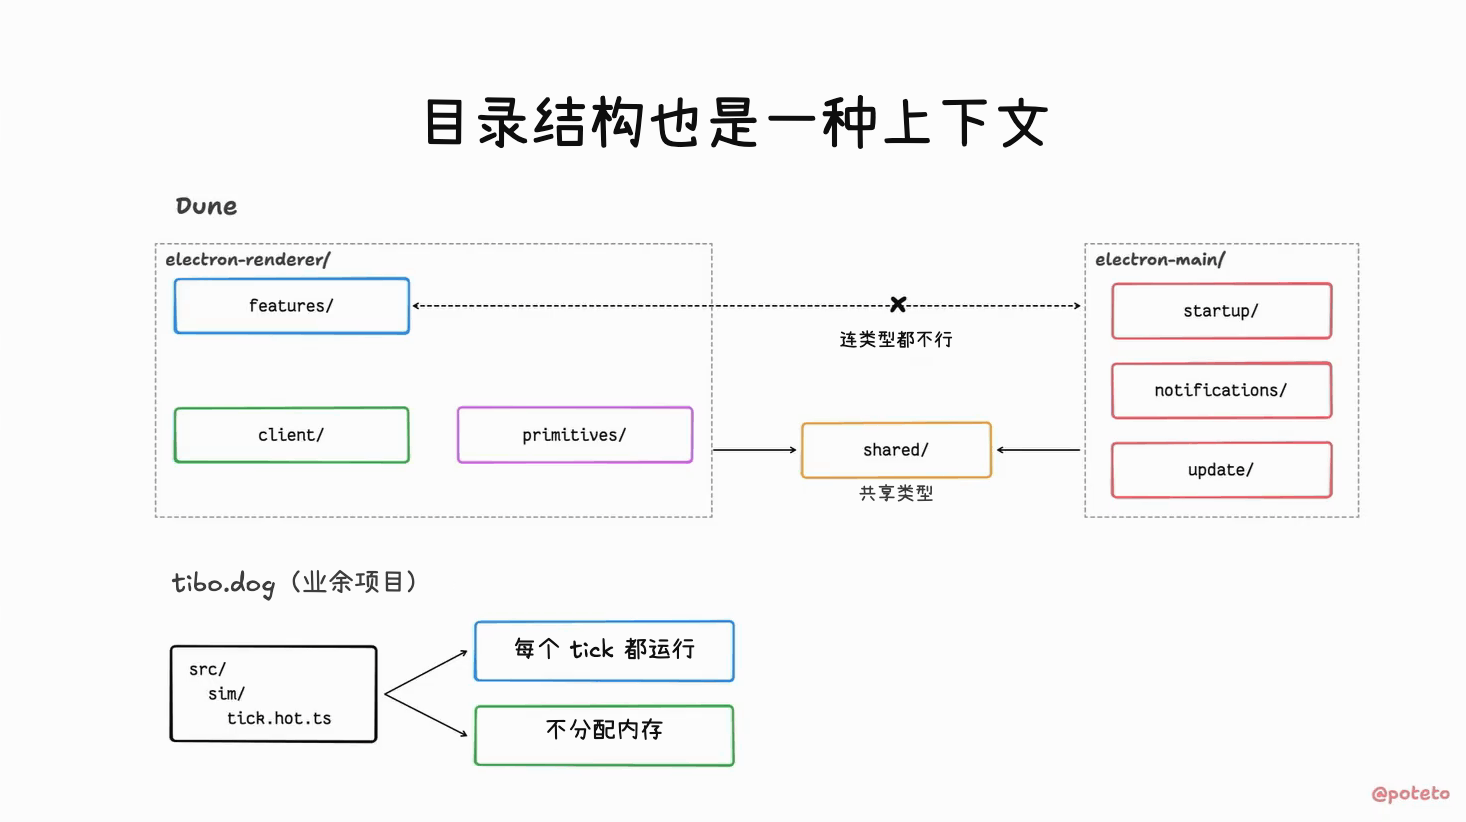 目录结构也是一种上下文
Dune
electron-renderer/
electron-main/
features/
startup/
连类型都不行
notifications/
client/
primitives/
shared/
update/
共享类型
tibo.dog（业余项目）
src/
sim/
tick.hot.ts
每个 tick 都运行
不分配内存
@poteto